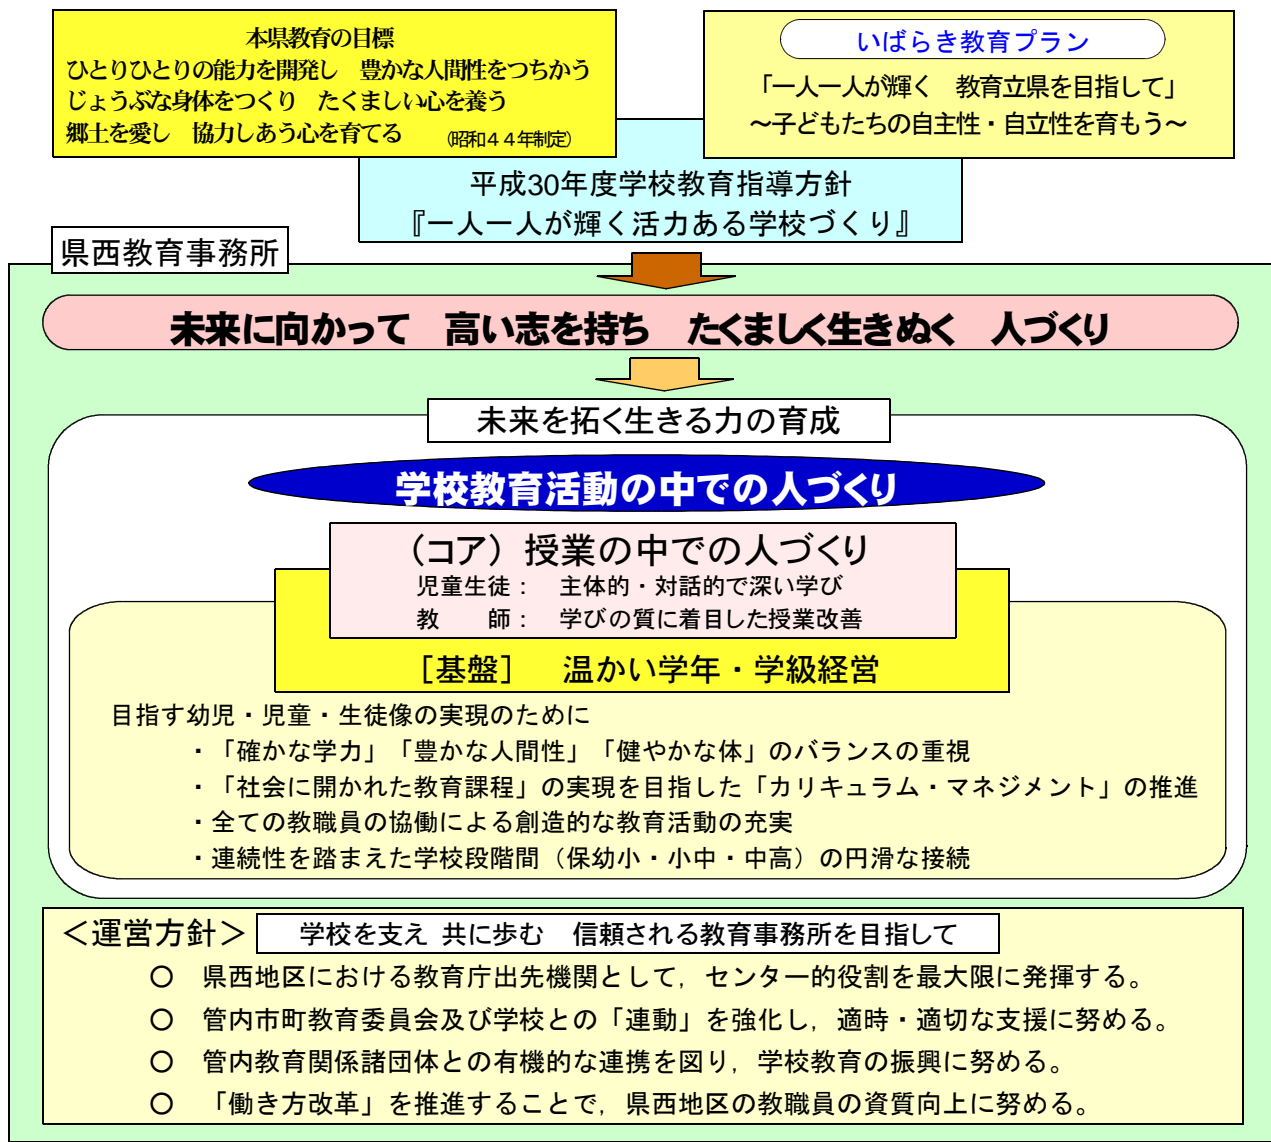 本県教育の目標
ひとりひとりの能力を開発し　豊かな人間性をつちかう
じょうぶな身体をつくり　たくましい心を養う
郷土を愛し　協力しあう心を育てる　（昭和４４年制定）
いばらき教育プラン
「一人一人が輝く　教育立県を目指して」
～子どもたちの自主性・自立性を育もう～
平成30年度学校教育指導方針
『一人一人が輝く活力ある学校づくり』
県西教育事務所
未来に向かって　高い志を持ち　たくましく生きぬく　人づくり
未来を拓く生きる力の育成
学校教育活動の中での人づくり
（コア）授業の中での人づくり
児童生徒：　主体的・対話的で深い学び
教　　師：　学びの質に着目した授業改善
［基盤］　温かい学年・学級経営
目指す幼児・児童・生徒像の実現のために
・「確かな学力」「豊かな人間性」「健やかな体」のバランスの重視
・「社会に開かれた教育課程」の実現を目指した「カリキュラム・マネジメント」の推進
・全ての教職員の協働による創造的な教育活動の充実
・連続性を踏まえた学校段階間（保幼小・小中・中高）の円滑な接続
＜運営方針＞　学校を支え 共に歩む　信頼される教育事務所を目指して
○　県西地区における教育庁出先機関として，センター的役割を最大限に発揮する。
○　管内市町教育委員会及び学校との「連動」を強化し，適時・適切な支援に努める。
○　管内教育関係諸団体との有機的な連携を図り，学校教育の振興に努める。
○　「働き方改革」を推進することで，県西地区の教職員の資質向上に努める。